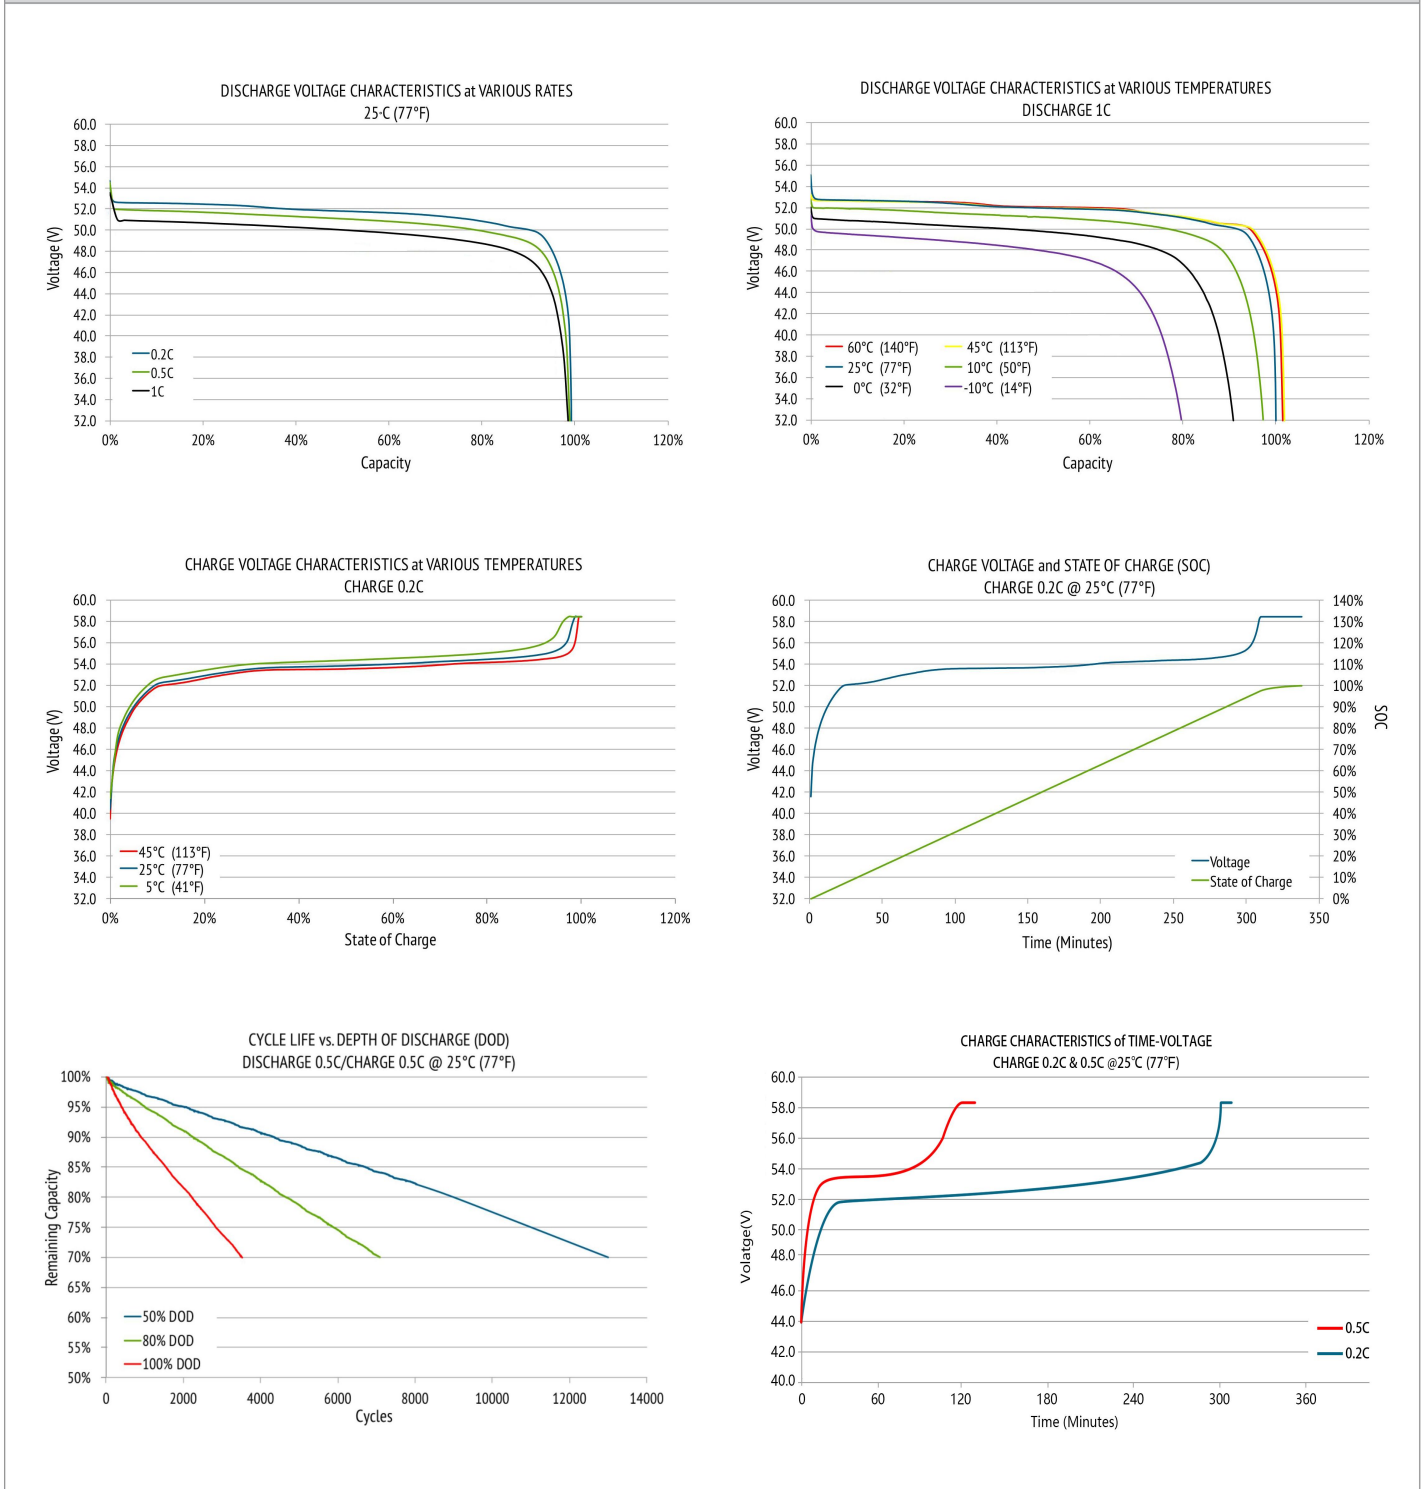 DISCHARGE VOLTAGE CHARACTERISTICS at VARIOUS RATES
25-C (77°F)
60.0
58.0
56.0
54.0
52.0
50.0
48.0
46.0
44.0
42.0
40.0
38.0
36.0
34.0
32.0
Voltage (V)
0.2C
0.5C
1C
0% 20% 40% 60% 80% 100% 120%
Capacity
DISCHARGE VOLTAGE CHARACTERISTICS at VARIOUS TEMPERATURES
DISCHARGE 1C
60.0
58.0
56.0
54.0
52.0
50.0
48.0
46.0
44.0
42.0
40.0
38.0
36.0
34.0
32.0
Voltage (V)
60°C (140°F) 45°C (113°F)
25°C (77°F) 10°C (50°F)
0°C (32°F) -10°C (14°F)
0% 20% 40% 60% 80% 100% 120%
Capacity
CHARGE VOLTAGE CHARACTERISTICS at VARIOUS TEMPERATURES
CHARGE 0.2C
60.0
58.0
56.0
54.0
52.0
50.0
48.0
46.0
44.0
42.0
40.0
38.0
36.0
34.0
32.0
Voltage (V)
45°C (113°F)
25°C (77°F)
5°C (41°F)
0% 20% 40% 60% 80% 100% 120%
State of Charge
CHARGE VOLTAGE and STATE OF CHARGE (SOC)
CHARGE 0.2C @ 25°C (77°F)
60.0
58.0
56.0
54.0
52.0
50.0
48.0
46.0
44.0
42.0
40.0
38.0
36.0
34.0
32.0
Voltage (V)
140%
130%
120%
110%
100%
90%
80%
70%
60%
50%
40%
30%
20%
10%
0%
SOC
Voltage
State of Charge
0 50 100 150 200 250 300 350
Time (Minutes)
CYCLE LIFE vs. DEPTH OF DISCHARGE (DOD)
DISCHARGE 0.5C/CHARGE 0.5C @ 25°C (77°F)
100%
95%
90%
85%
80%
75%
70%
65%
60%
55%
50%
Remaining Capacity
50% DOD
80% DOD
100% DOD
0 2000 4000 6000 8000 10000 12000 14000
Cycles
CHARGE CHARACTERISTICS of TIME-VOLTAGE
CHARGE 0.2C & 0.5C @25°C (77°F)
60.0
58.0
56.0
54.0
52.0
50.0
48.0
46.0
44.0
42.0
40.0
Volatge(V)
0.5C
0.2C
0 60 120 180 240 300 360
Time (Minutes)